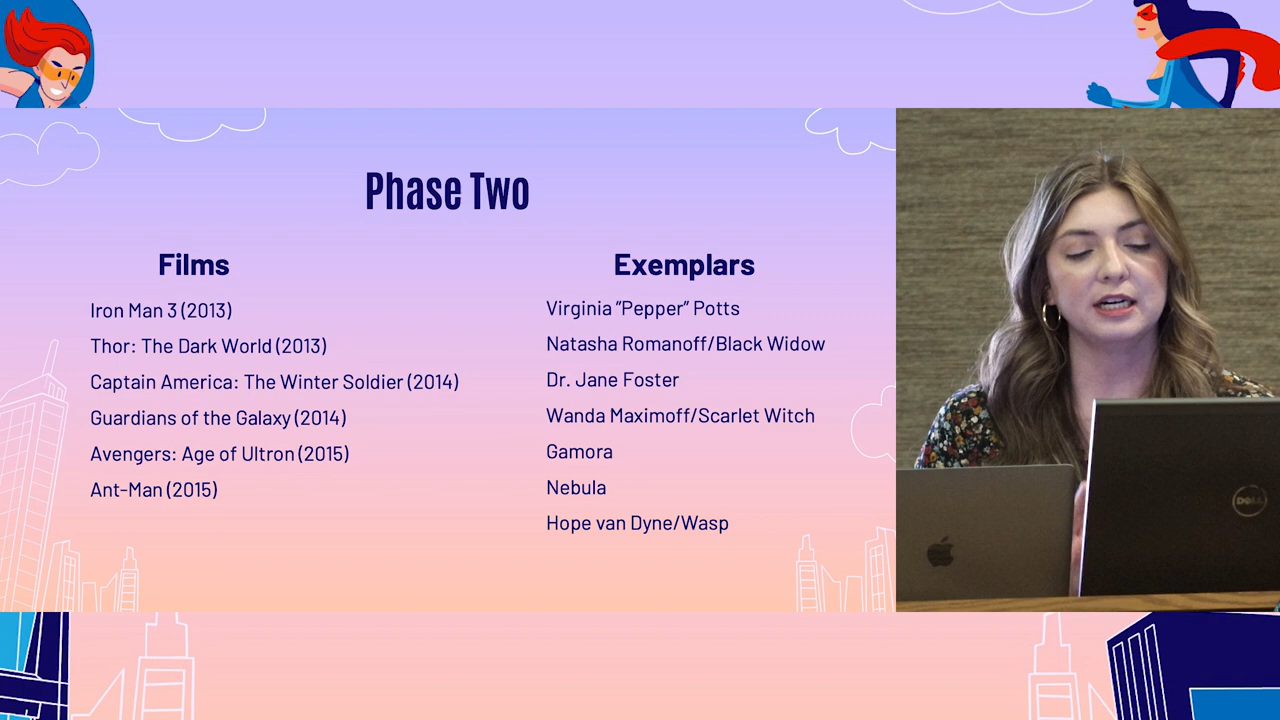 Phase Two
Films
Iron Man 3 (2013)
Thor: The Dark World (2013)
Captain America: The Winter Soldier (2014)
Guardians of the Galaxy (2014)
Avengers: Age of Ultron (2015)
Ant-Man (2015)
Exemplars
Virginia "Pepper" Potts
Natasha Romanoff/Black Widow
Dr. Jane Foster
Wanda Maximoff/Scarlet Witch
Gamora
Nebula
Hope van Dyne/Wasp
DELL